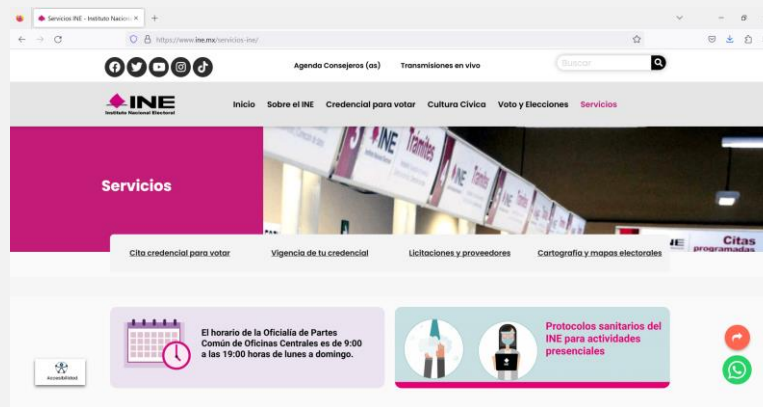 Servicios INE - Instituto Nacion
https://www.ine.mx/servicios-ine/
Agenda Consejeros (as) Transmisiones en vivo Buscar
INE
Instituto Nacional Electoral
Inicio Sobre el INE Credencial para votar Cultura Cívica Voto y Elecciones Servicios
Servicios
INE Trámites
INE Trámites
INE
Citas
programadas
Cita credencial para votar Vigencia de tu credencial Licitaciones y proveedores Cartografía y mapas electorales
El horario de la Oficialía de Partes
Común de Oficinas Centrales es de 9:00
a las 19:00 horas de lunes a domingo.
Protocolos sanitarios del
INE para actividades
presenciales
Accesibilidad